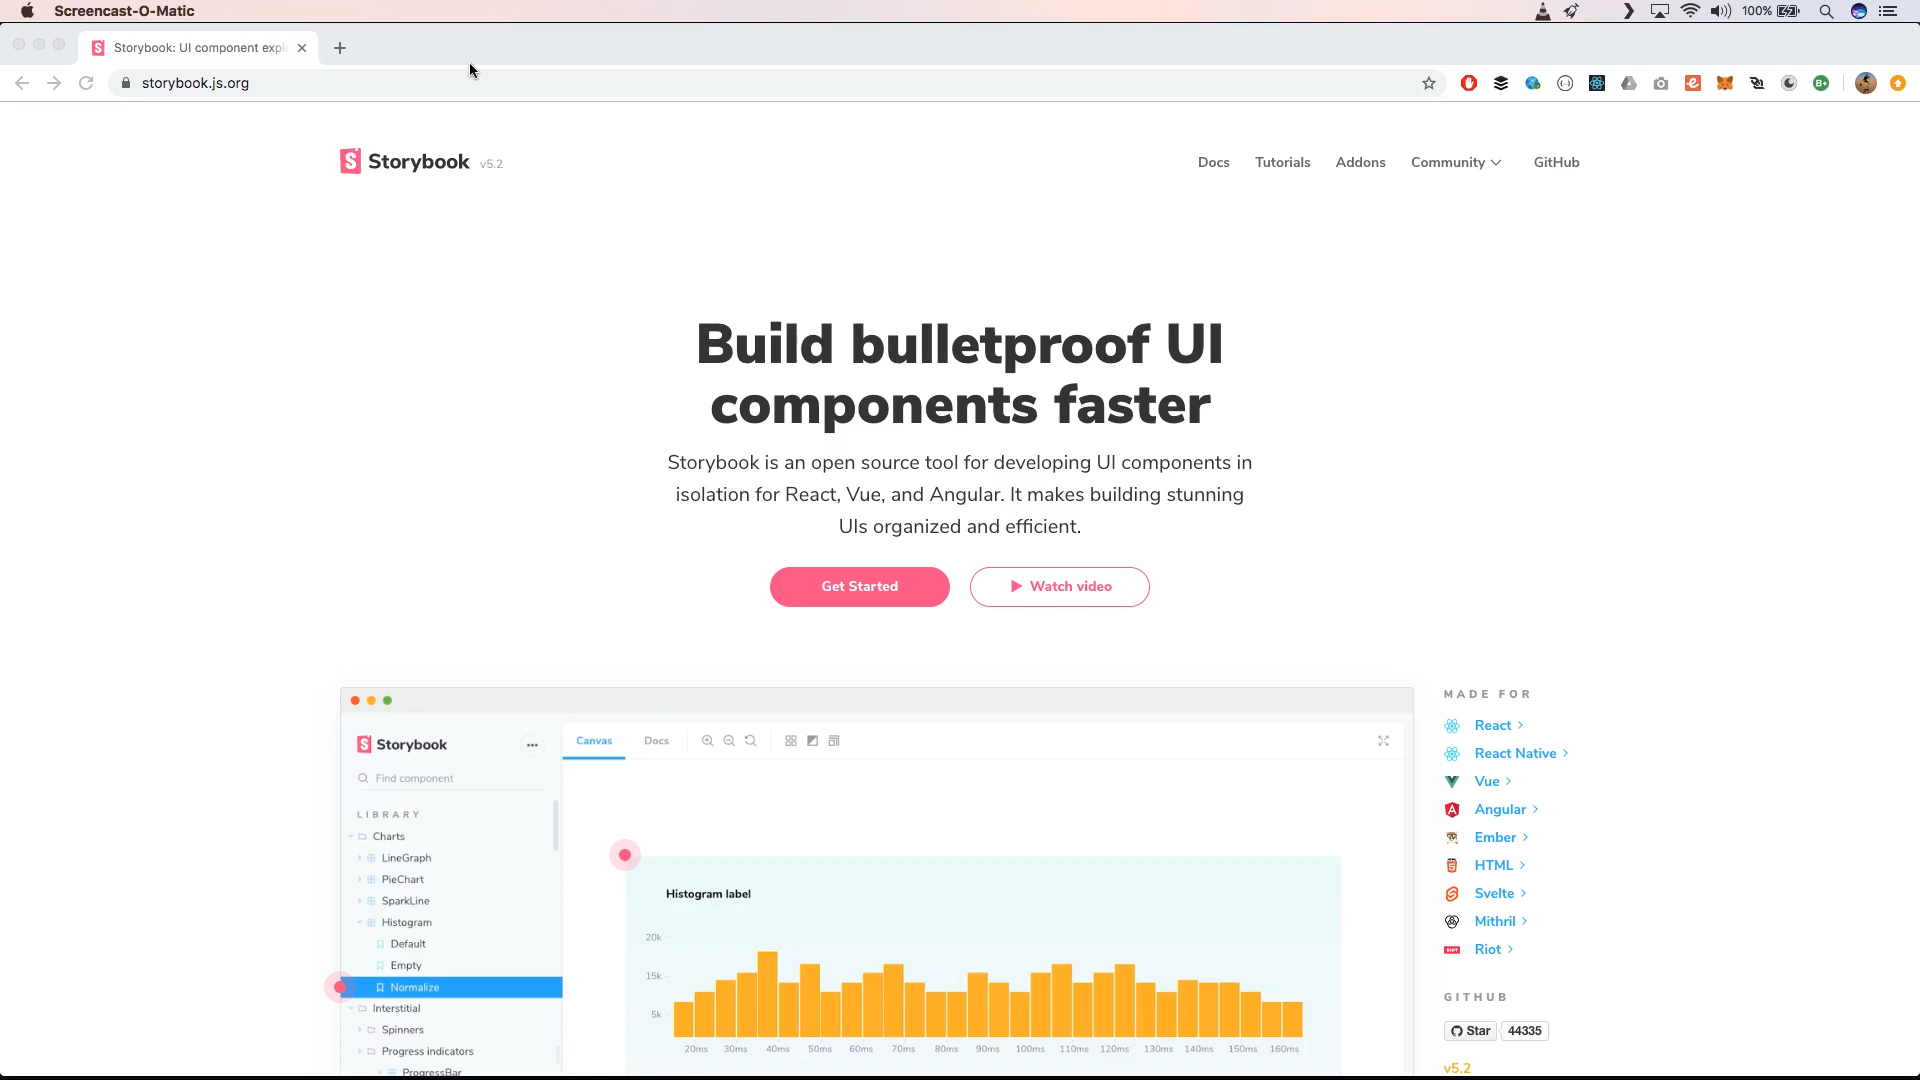 Screencast-O-Matic
100%
Storybook: UI component expl
storybook.js.org
Storybook v5.2
Docs Tutorials Addons Community GitHub
Build bulletproof UI
components faster
Storybook is an open source tool for developing UI components in
isolation for React, Vue, and Angular. It makes building stunning
UIs organized and efficient.
Get Started
Watch video
Storybook
Find component
LIBRARY
Charts
LineGraph
PieChart
SparkLine
Histogram
Default
Empty
Normalize
Interstitial
Spinners
Progress indicators
ProgressBar
Canvas Docs
Histogram label
20k
15k
5k
20ms 30ms 40ms 50ms 60ms 70ms 80ms 90ms 100ms 110ms 120ms 130ms 140ms 150ms 160ms
MADE FOR
React
React Native
Vue
Angular
Ember
HTML
Svelte
Mithril
Riot
GITHUB
Star 44335
v5.2